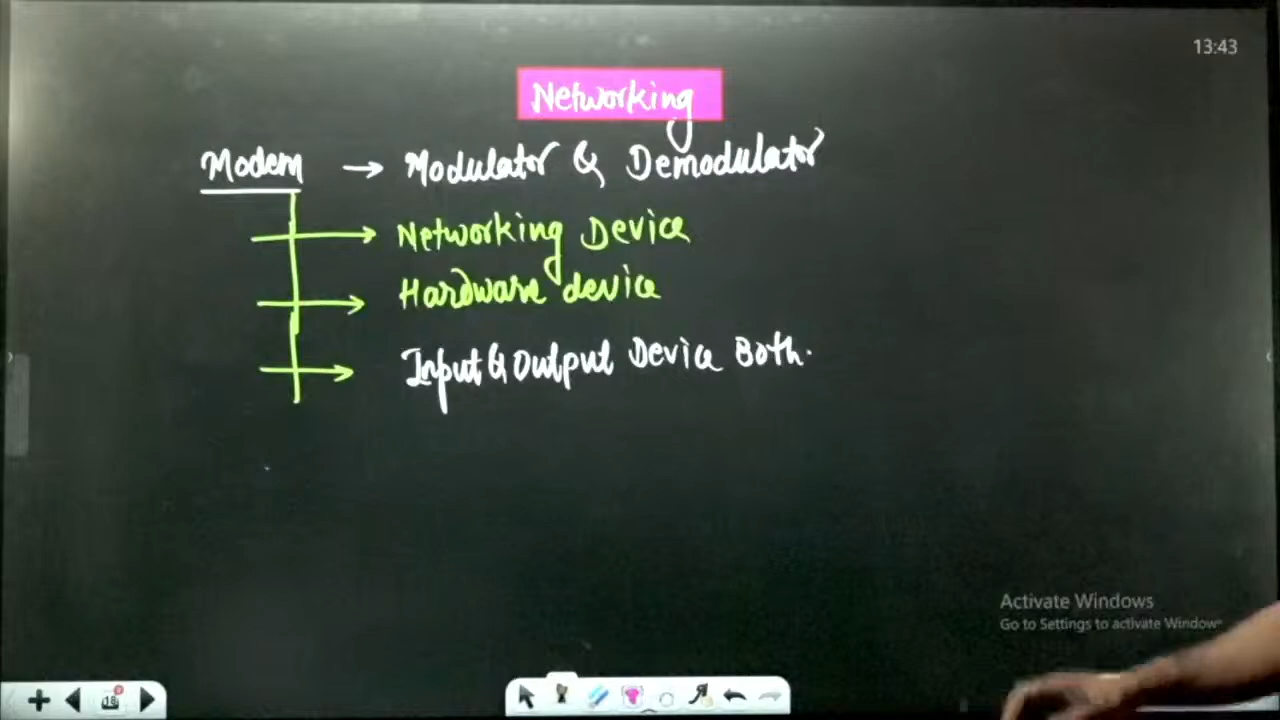 13:43
Networking
Modem → Modulator & Demodulator
Networking Device
Hardware device
Input & Output Device Both.
Activate Windows
Go to Settings to activate Windows
18